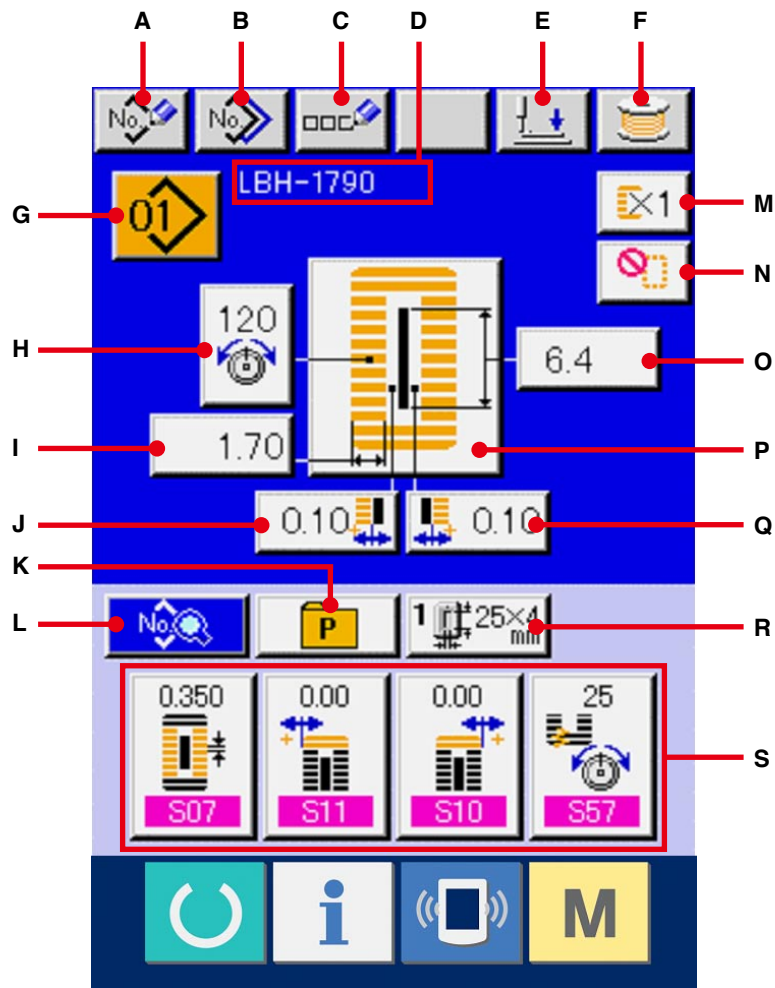 A B C D E F
No. No.
LBH-1790
G 01 ×1 M
N
H 120
6.4 O
I 1.70 P
J 0.10 0.10 Q
K
L No. P 1 25×4 mm R
0.350 0.00 0.00 25
S
S07 S11 S10 S57
i M